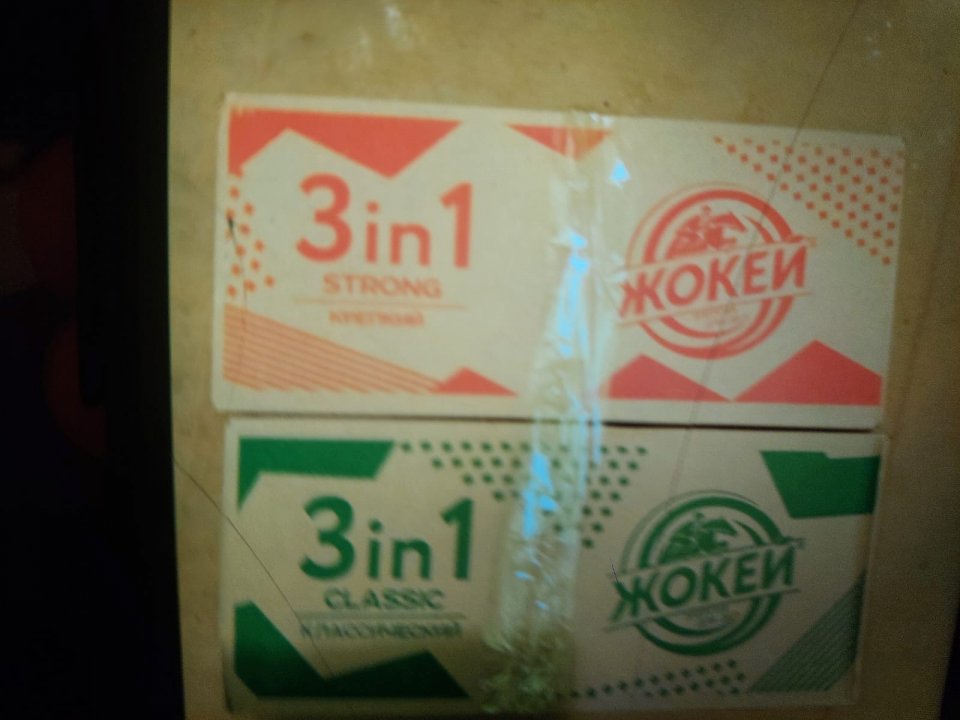 3in1
STRONG
КРЕПКИЙ
ЖОКЕЙ
3in1
CLASSIC
КЛАССИЧЕСКИЙ
ЖОКЕЙ